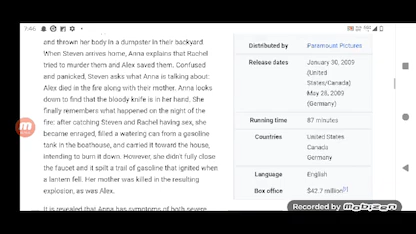 7:46
and thrown her body in a dumpster in their backyard
When Steven arrives home, Anna explains that Rachel
tried to murder them and Alex saved them. Confused
and panicked, Steven asks what Anna is talking about:
Alex died in the fire along with their mother. Anna looks
down to find that the bloody knife is in her hand. She
finally remembers what happened on the night of the
fire: after catching Steven and Rachel having sex, she
became enraged, filled a watering can from a gasoline
tank in the boathouse, and carried it toward the house,
intending to burn it down. However, she didn't fully close
the faucet and it spilt a trail of gasoline that ignited when
a lantern fell. Her mother was killed in the resulting
explosion, as was Alex.
It is revealed that Anna has symptoms of both severe
Distributed by Paramount Pictures
Release dates January 30, 2009
(United
States/Canada)
May 28, 2009
(Germany)
Running time 87 minutes
Countries United States
Canada
Germany
Language English
Box office $42.7 million[1]
Recorded by Mobizen